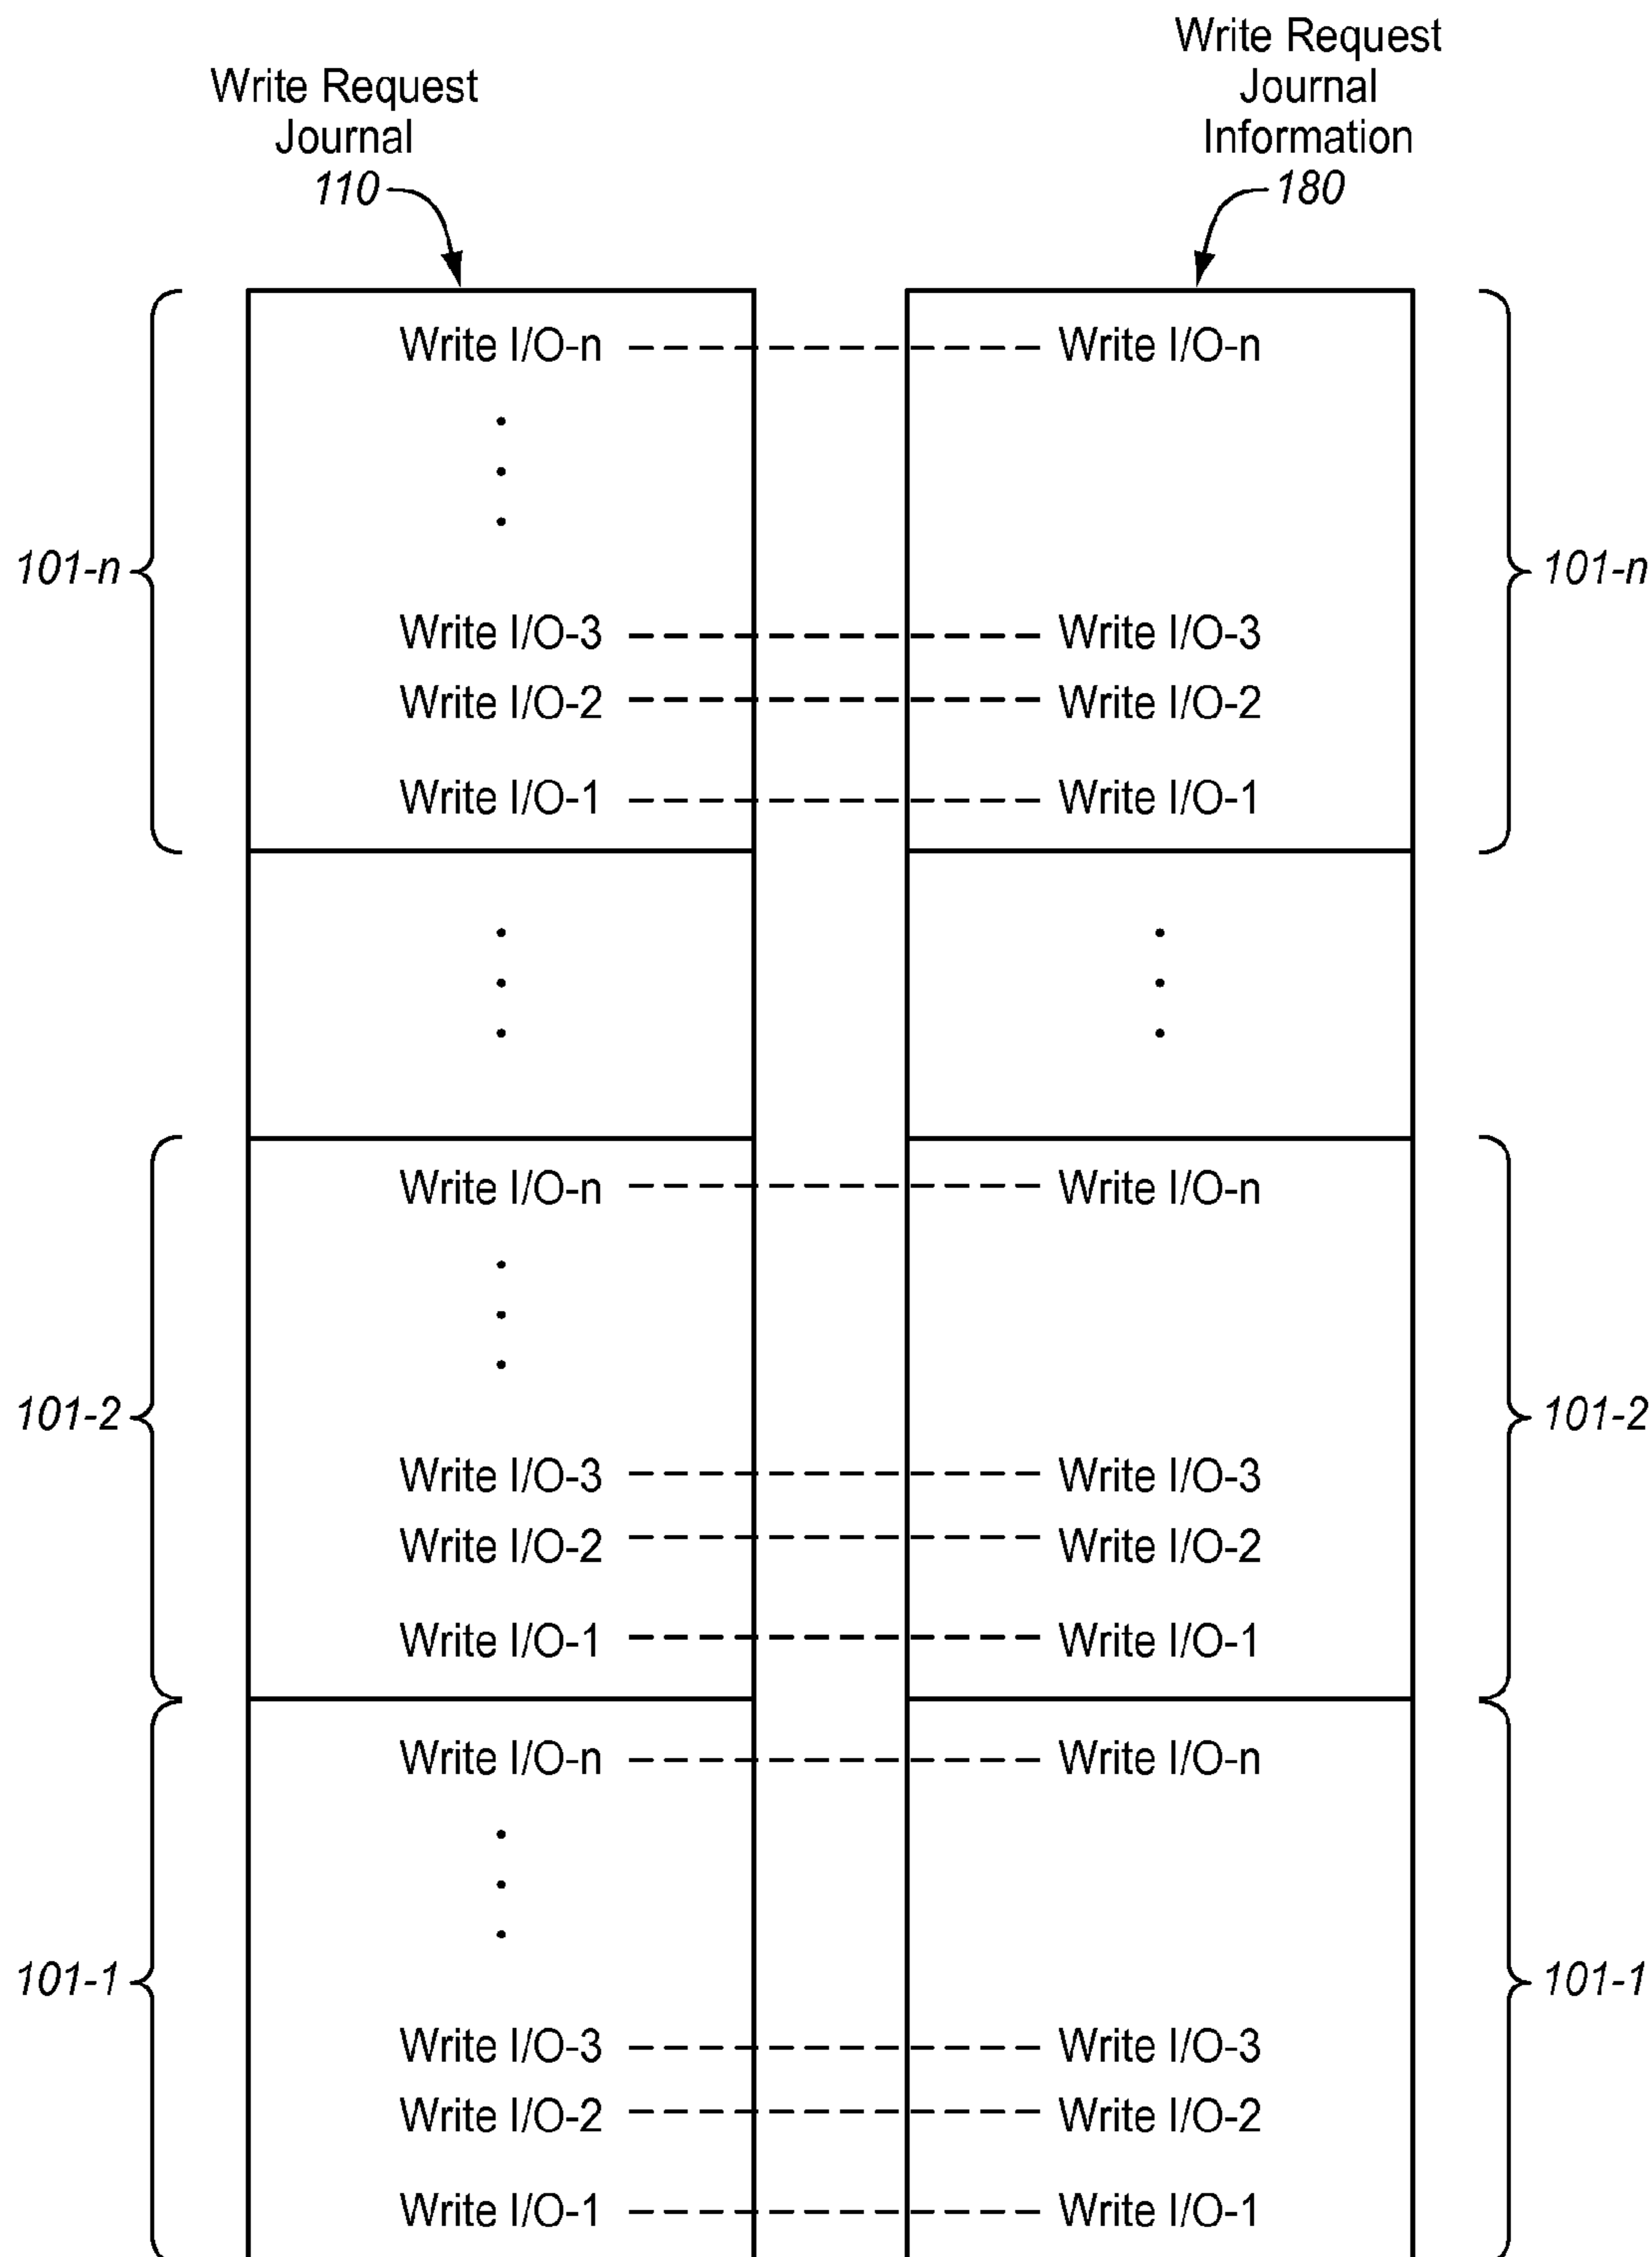 Write Request
Journal
110
Write Request
Journal
Information
180
Write I/O-n Write I/O-n
101-n 101-n
Write I/O-3 Write I/O-3
Write I/O-2 Write I/O-2
Write I/O-1 Write I/O-1
Write I/O-n Write I/O-n
101-2 101-2
Write I/O-3 Write I/O-3
Write I/O-2 Write I/O-2
Write I/O-1 Write I/O-1
Write I/O-n Write I/O-n
101-1 101-1
Write I/O-3 Write I/O-3
Write I/O-2 Write I/O-2
Write I/O-1 Write I/O-1